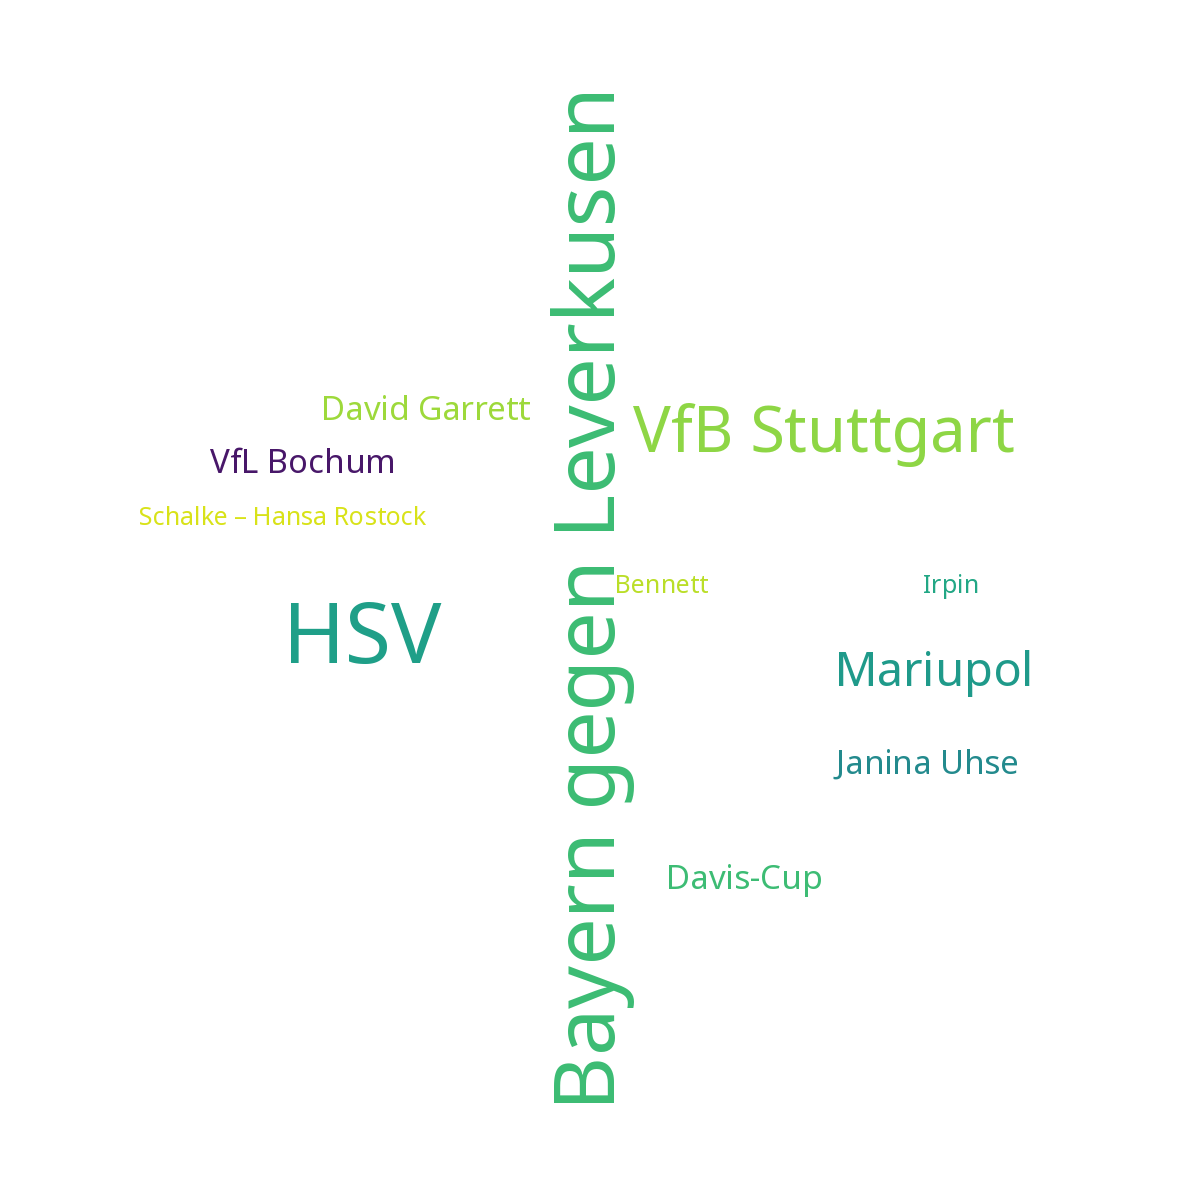 Bayern gegen Leverkusen
David Garrett
VfB Stuttgart
VfL Bochum
Schalke – Hansa Rostock
Bennett
Irpin
HSV
Mariupol
Janina Uhse
Davis-Cup